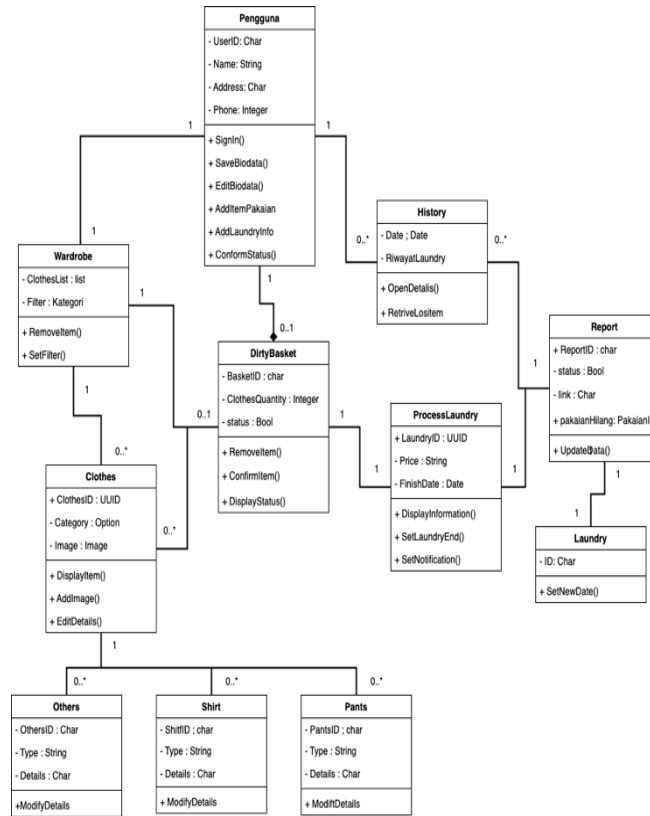 Pengguna
- UserID: Char
- Name: String
- Address: Char
- Phone: Integer
+ SignIn()
+ SaveBiodata()
+ EditBiodata()
+ AddItemPakaian
+ AddLaundryInfo
+ ConformStatus()
1
1
1
1
0..*
0..1
Wardrobe
- ClothesList : list
- Filter : Kategori
+ RemoveItem()
+ SetFilter()
1
1
0..*
0..1
History
- Date ; Date
- RiwayatLaundry
+ OpenDetalis()
+ RetriveLositem
0..*
DirtyBasket
- BasketID : char
- ClothesQuantity : Integer
- status : Bool
+ RemoveItem()
+ ConfirmItem()
+ DisplayStatus()
1
1
ProcessLaundry
+ LaundryID : UUID
- Price : String
- FinishDate : Date
+ DisplayInformation()
+ SetLaundryEnd()
+ SetNotification()
1
1
Report
+ ReportID : char
- status : Bool
- link : Char
+ pakaianHilang: PakaianI
+ UpdateData()
1
1
Laundry
- ID: Char
+ SetNewDate()
Clothes
+ ClothesID : UUID
- Category : Option
- Image : Image
+ DisplayItem()
+ AddImage()
+ EditDetails()
0..*
1
0..*
0..*
0..*
Others
- OthersID : Char
- Type : String
- Details : Char
+ModifyDetails
Shirt
- ShitfID ; char
- Type : String
- Details : Char
+ ModifyDetails
Pants
- PantsID ; char
- Type : String
- Details : Char
+ ModiftDetails